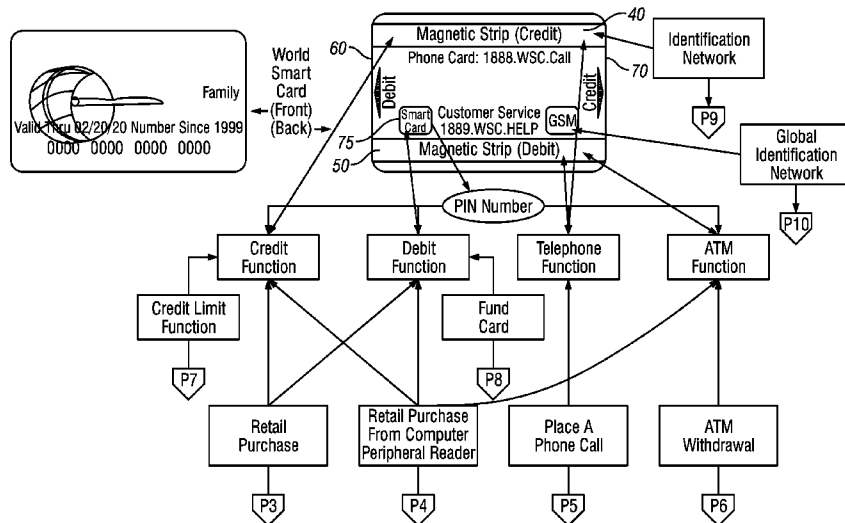 Family
Valid Thru 02/20/20 Number Since 1999
0000 0000 0000 0000
World
Smart
Card
(Front)
(Back)
60
40
70
75
50
Magnetic Strip (Credit)
Phone Card: 1888.WSC.Call
Debit
Credit
Smart
Card
Customer Service
1889.WSC.HELP
GSM
Magnetic Strip (Debit)
Identification
Network
P9
Global
Identification
Network
P10
PIN Number
Credit
Function
Debit
Function
Telephone
Function
ATM
Function
Credit Limit
Function
Fund
Card
P7
P8
Retail
Purchase
Retail Purchase
From Computer
Peripheral Reader
Place A
Phone Call
ATM
Withdrawal
P3
P4
P5
P6